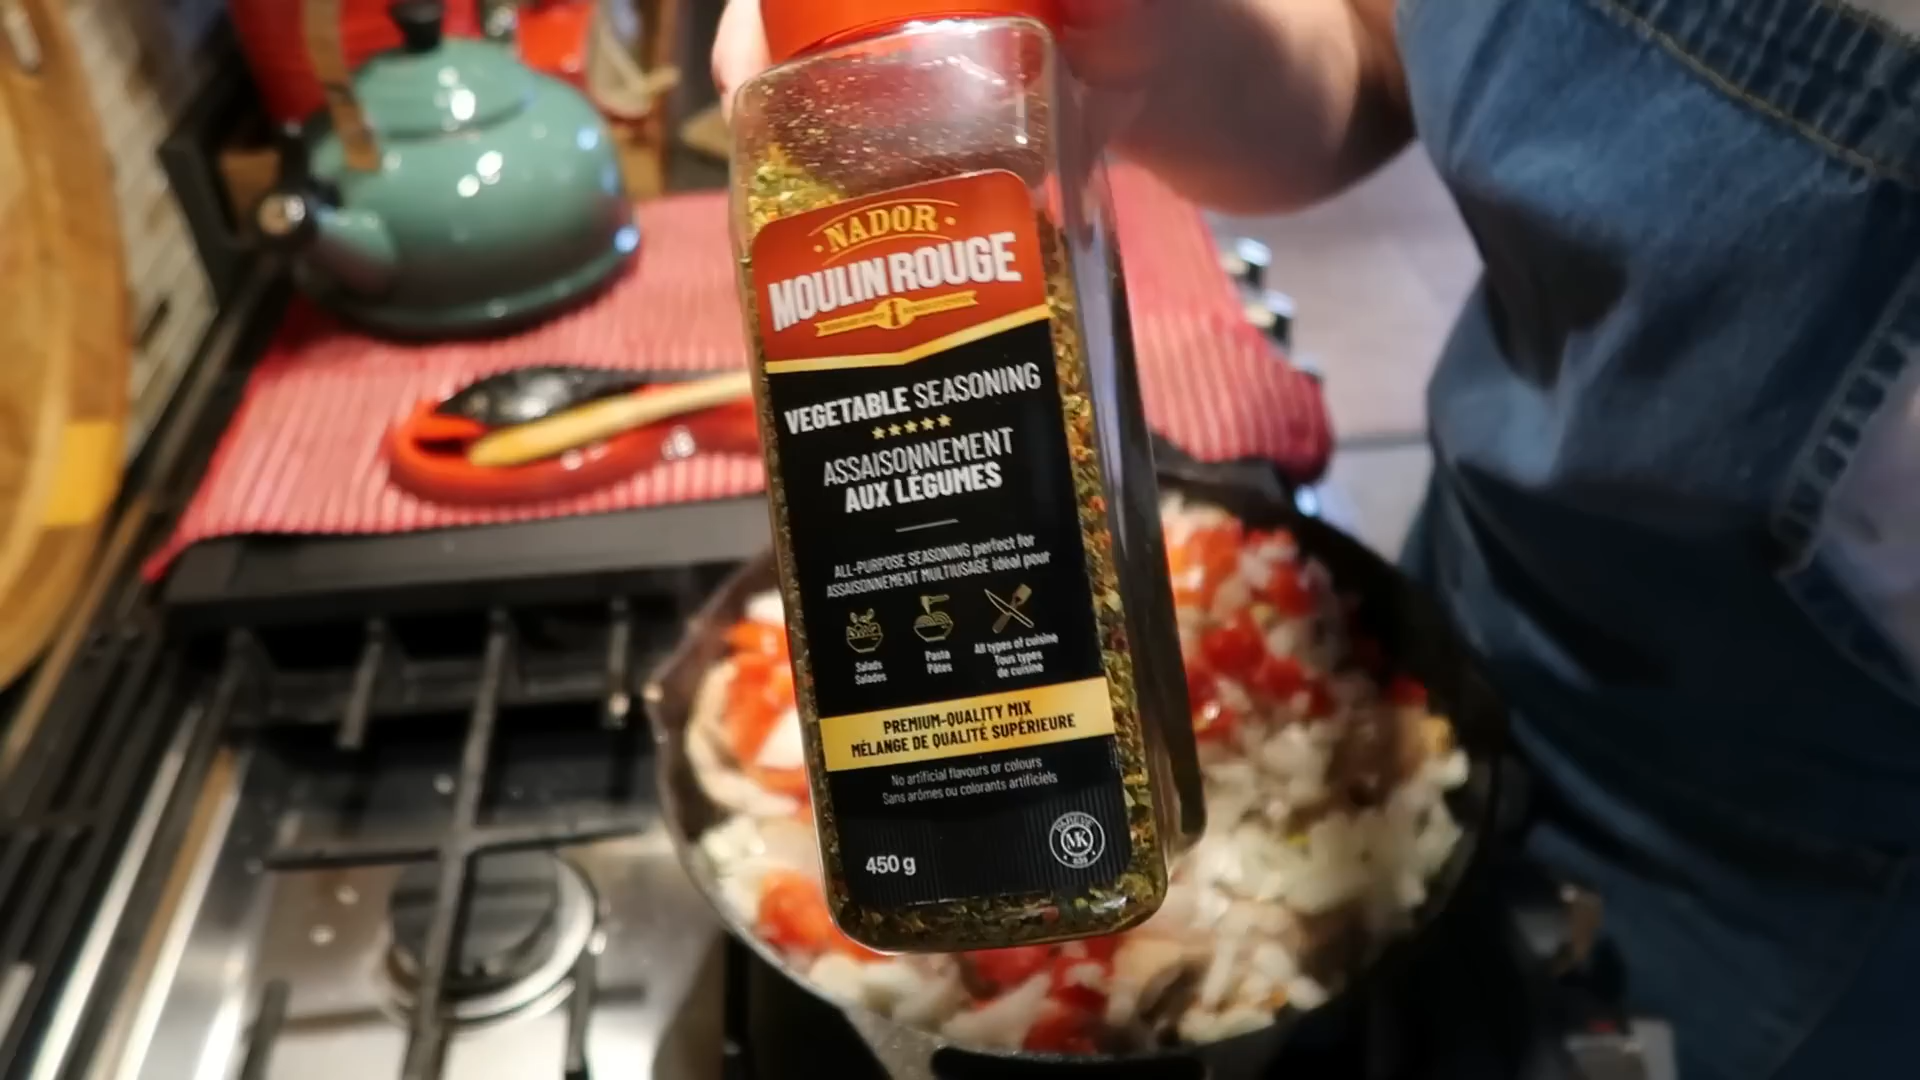 NADOR
MOULIN ROUGE
VEGETABLE SEASONING
ASSAISONNEMENT
AUX LÉGUMES
ALL-PURPOSE SEASONING perfect for
ASSAISONNEMENT MULTIUSAGE idéal pour
Salads
Salades
Pasta
Pâtes
All types of cuisine
Tous types
de cuisine
PREMIUM-QUALITY MIX
MÉLANGE DE QUALITÉ SUPÉRIEURE
No artificial flavours or colours
Sans arômes ou colorants artificiels
450 g
MK